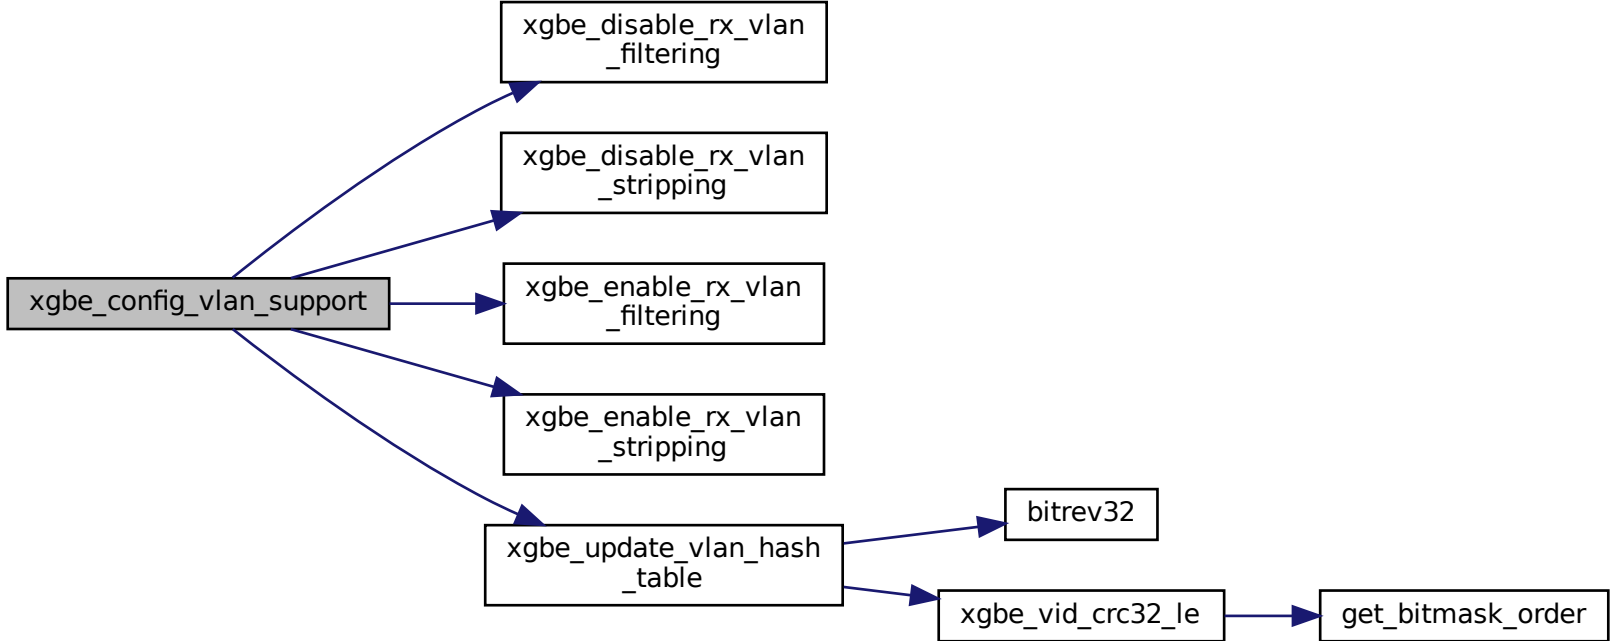 xgbe_disable_rx_vlan
_filtering
xgbe_disable_rx_vlan
_stripping
xgbe_config_vlan_support
xgbe_enable_rx_vlan
_filtering
xgbe_enable_rx_vlan
_stripping
xgbe_update_vlan_hash
_table
bitrev32
xgbe_vid_crc32_le
get_bitmask_order